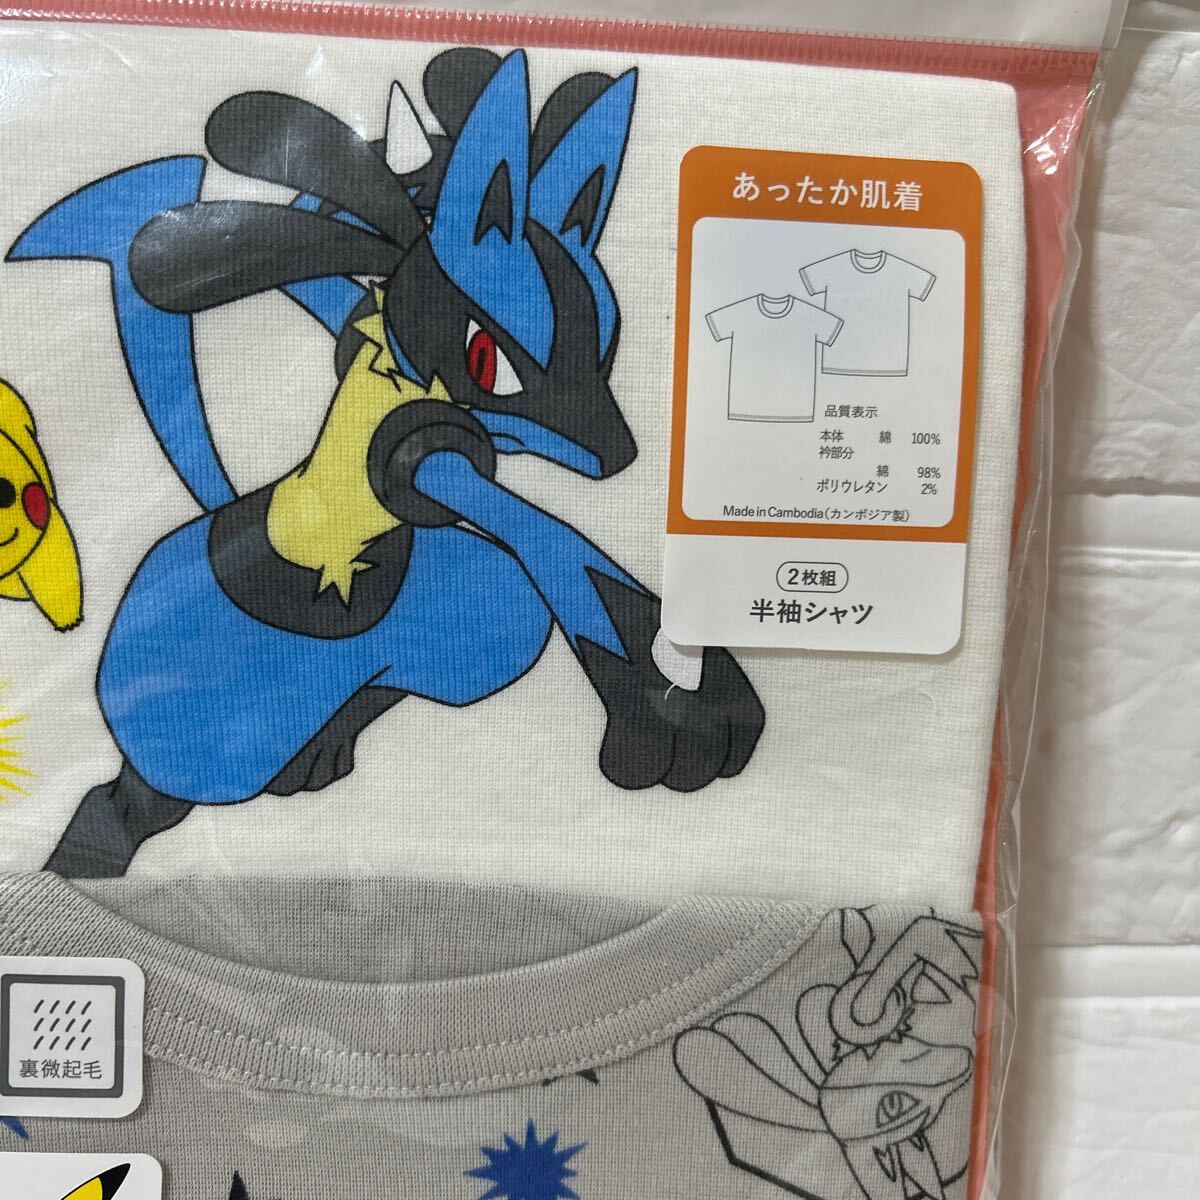 あったか肌着
品質表示
本体 綿 100%
衿部分
綿 98%
ポリウレタン 2%
Made in Cambodia(カンボジア製)
2枚組
半袖シャツ
裏微起毛